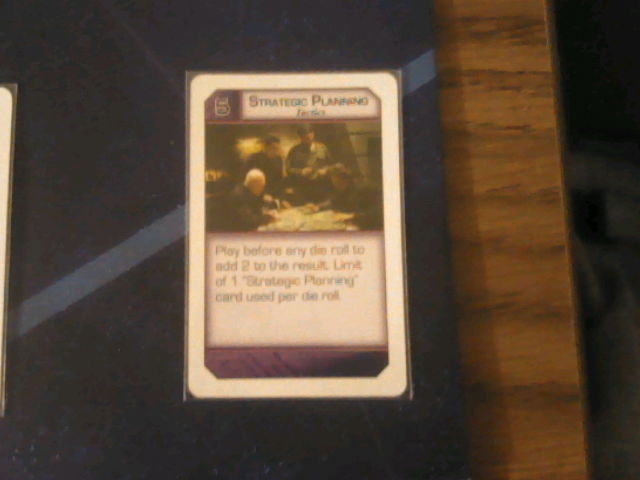 5
STRATEGIC PLANNING
Tactics
Play before any die roll to
add 2 to the result. Limit
of 1 "Strategic Planning"
card used per die roll.